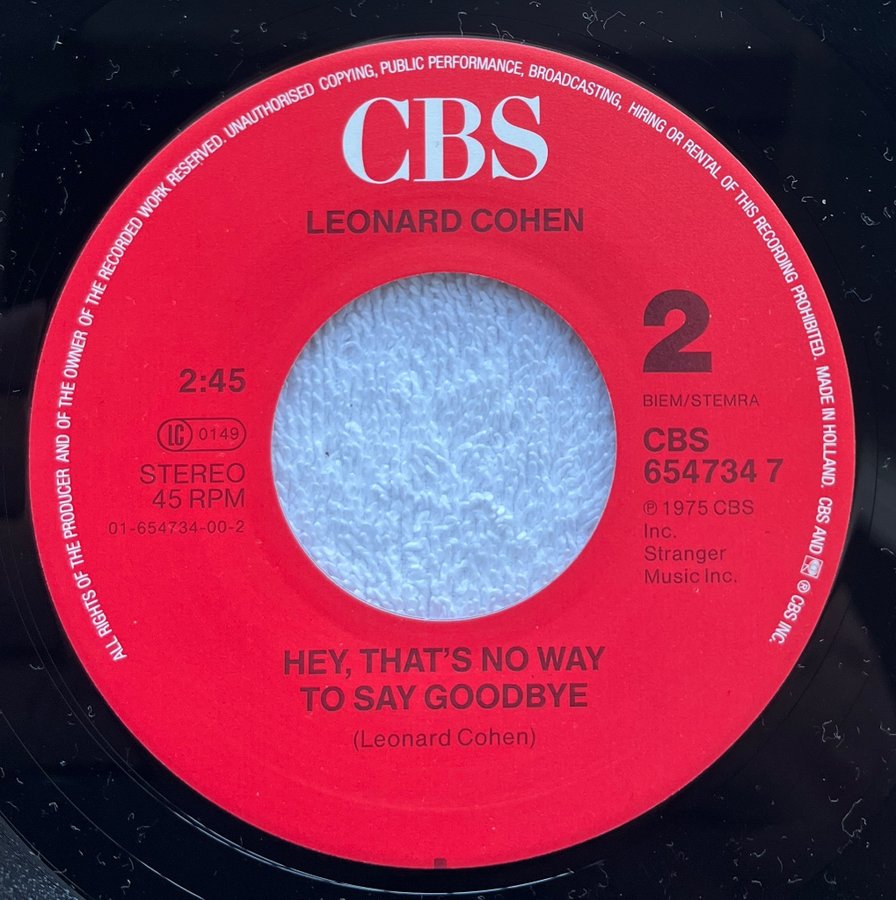 ALL RIGHTS OF THE PRODUCER AND OF THE OWNER OF THE RECORDED WORK RESERVED. UNAUTHORISED COPYING, PUBLIC PERFORMANCE, BROADCASTING, HIRING OR RENTAL OF THIS RECORDING PROHIBITED. MADE IN HOLLAND. CBS AND ® CBS INC.
CBS
LEONARD COHEN
2
2:45
BIEM/STEMRA
LC 0149
CBS
654734 7
STEREO
45 RPM
01-654734-00-2
℗ 1975 CBS
Inc.
Stranger
Music Inc.
HEY, THAT'S NO WAY
TO SAY GOODBYE
(Leonard Cohen)